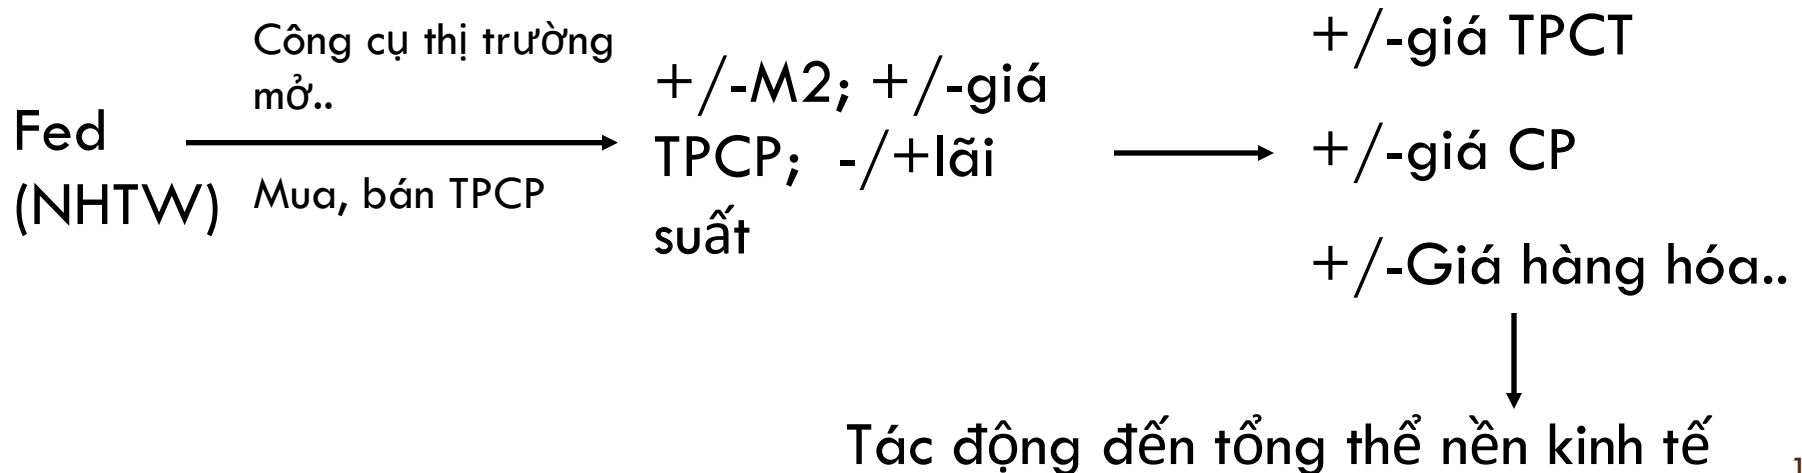 Fed
(NHTW)
Công cụ thị trường
mở..
Mua, bán TPCP
+/-M2; +/-giá
TPCP; -/+lãi
suất
+/-giá TPCT
+/-giá CP
+/-Giá hàng hóa..
Tác động đến tổng thể nền kinh tế
1